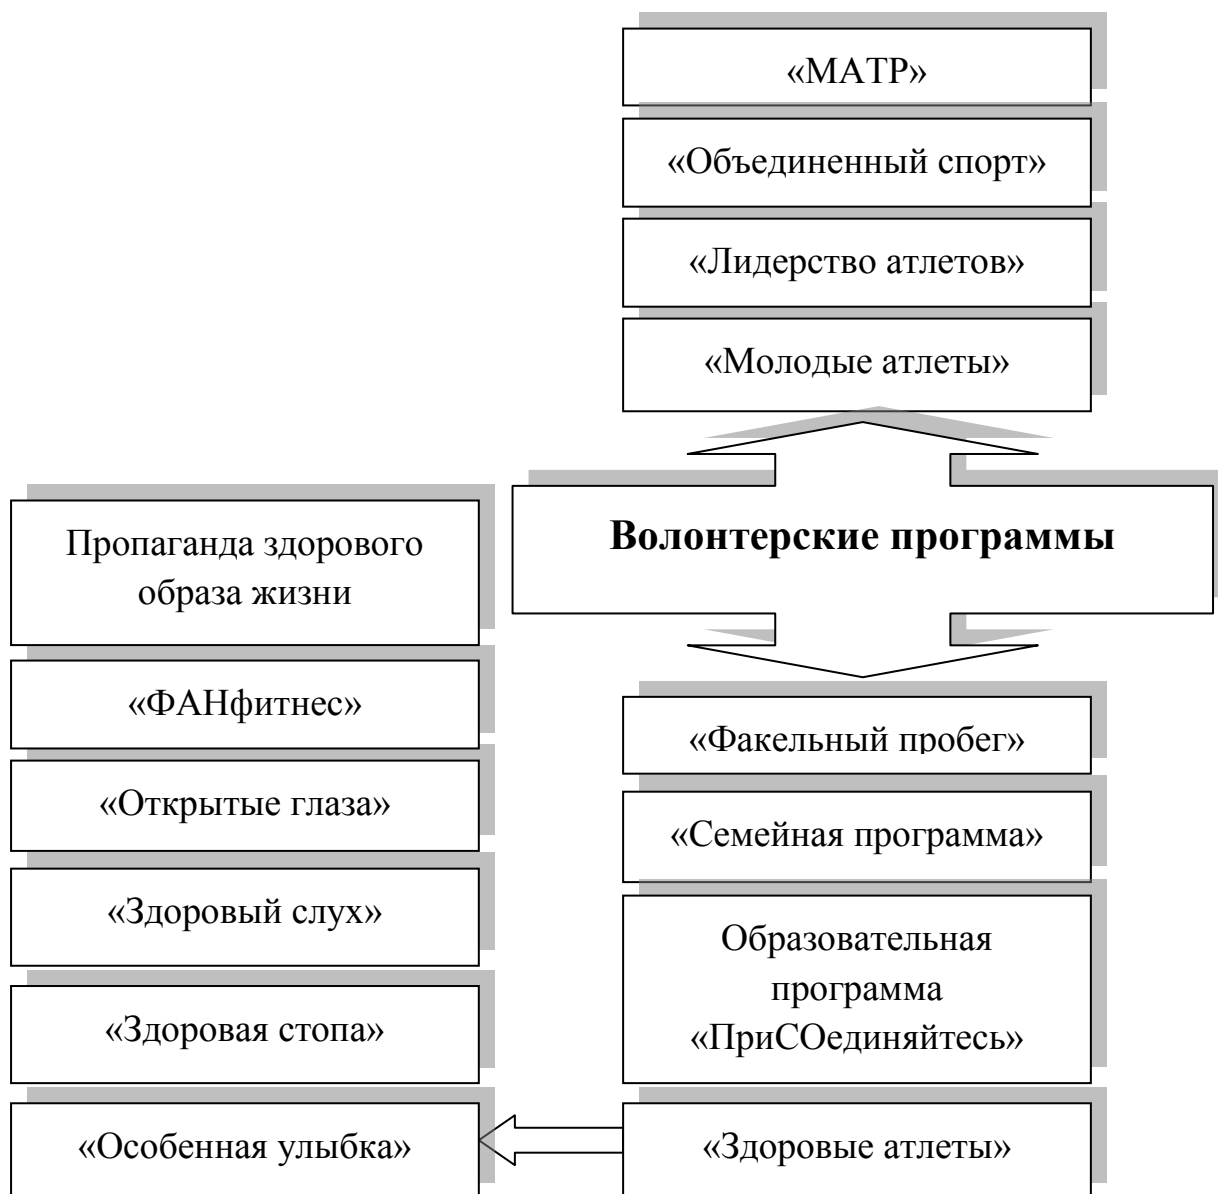 «МАТР»
«Объединенный спорт»
«Лидерство атлетов»
«Молодые атлеты»
Волонтерские программы
Пропаганда здорового
образа жизни
«ФАНфитнес»
«Открытые глаза»
«Здоровый слух»
«Здоровая стопа»
«Особенная улыбка»
«Факельный пробег»
«Семейная программа»
Образовательная
программа
«ПриСОединяйтесь»
«Здоровые атлеты»